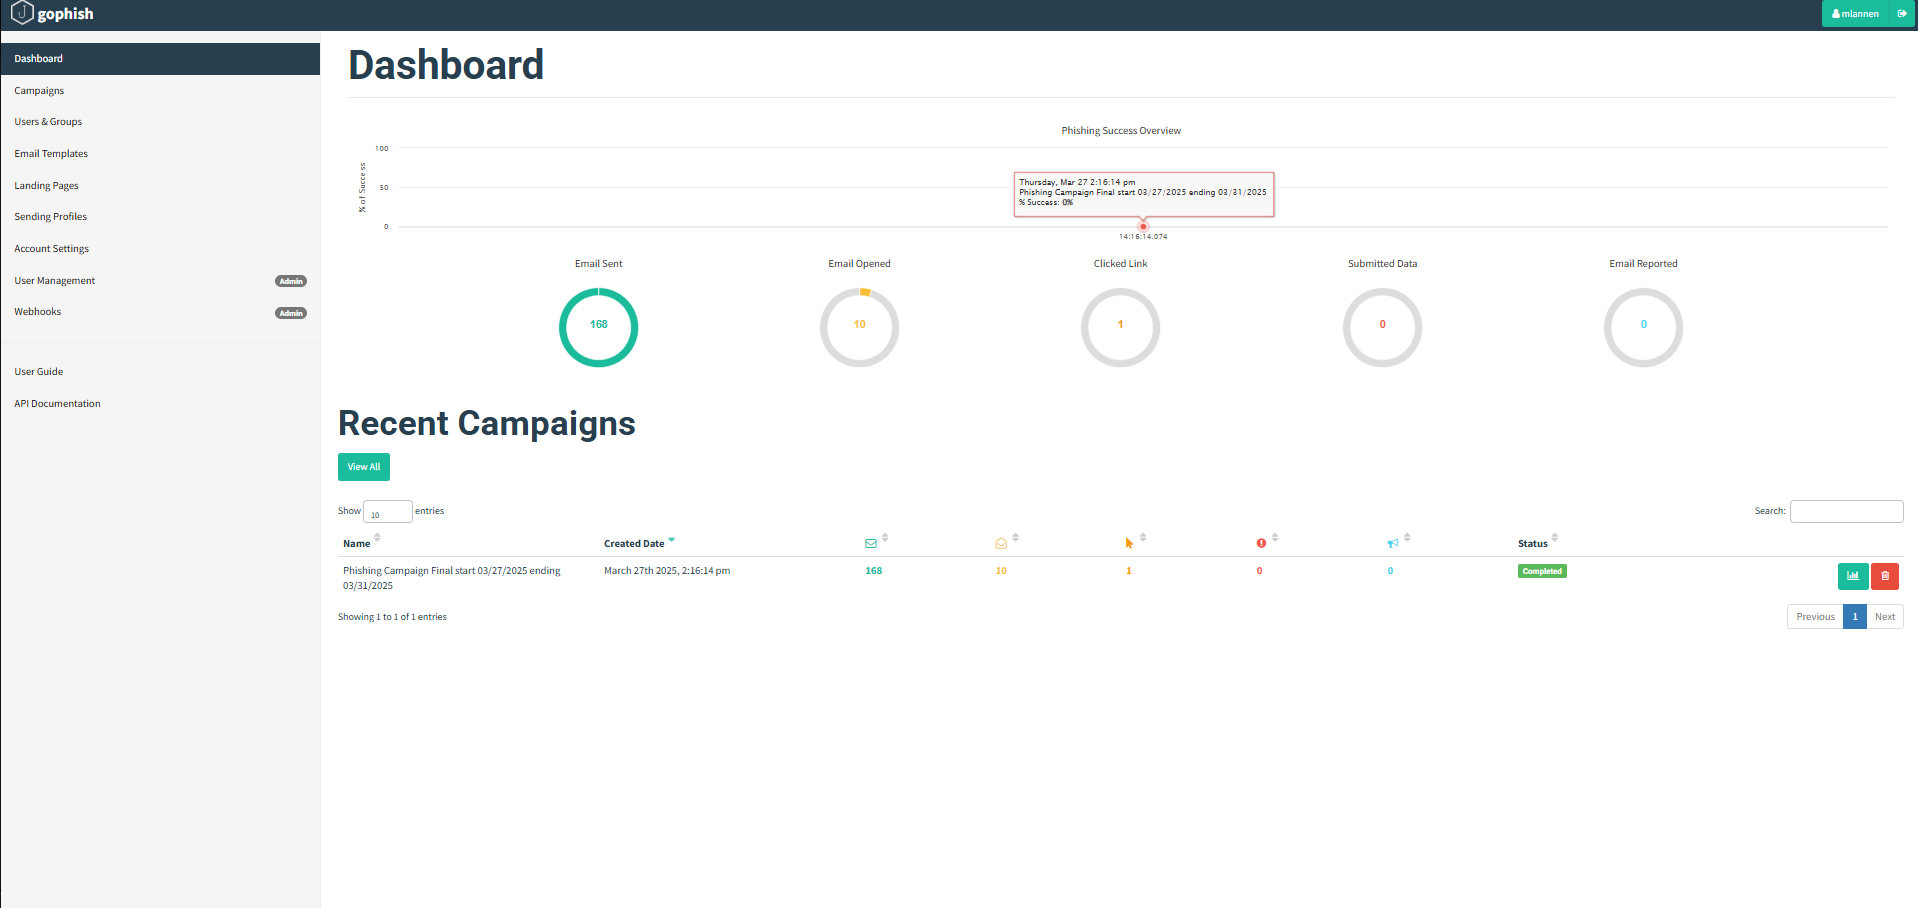 gophish
mlannen
Dashboard
Campaigns
Users & Groups
Email Templates
Landing Pages
Sending Profiles
Account Settings
User Management Admin
Webhooks Admin
User Guide
API Documentation
Dashboard
Phishing Success Overview
% of Success
100
50
0
Thursday, Mar 27 2:16:14 pm
Phishing Campaign Final start 03/27/2025 ending 03/31/2025
% Success: 0%
14:16:14.074
Email Sent Email Opened Clicked Link Submitted Data Email Reported
168 10 1 0 0
Recent Campaigns
View All
Show 10 entries Search:
Name Created Date Status
Phishing Campaign Final start 03/27/2025 ending March 27th 2025, 2:16:14 pm 168 10 1 0 0 Completed
03/31/2025
Showing 1 to 1 of 1 entries Previous 1 Next